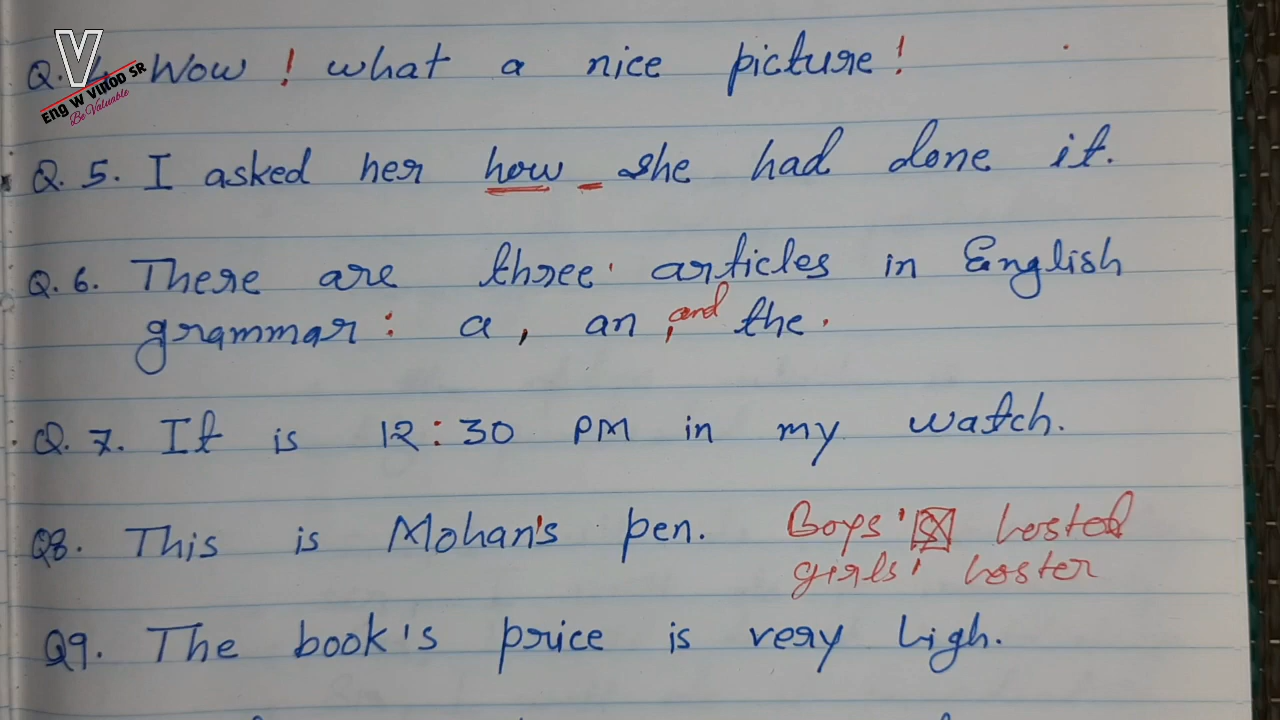 V
ENG W VINOD SR
Be Valuable
Q. 4. Wow ! what a nice picture !
Q. 5. I asked her how she had done it.
Q. 6. There are three articles in English
grammar : a , an , and the .
Q. 7. It is 12:30 PM in my watch.
Q8. This is Mohan's pen. Boys' hostel
girls'
Q9. The book's price is very high.